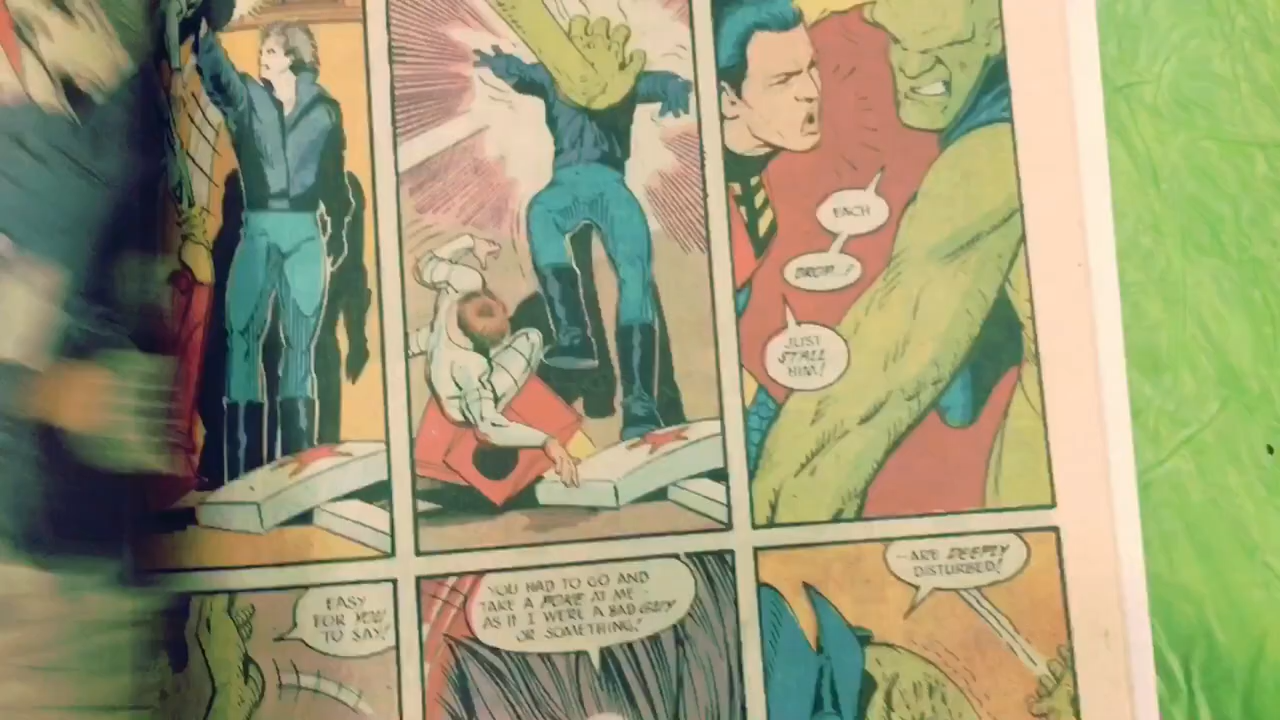 EACH
DROP...?
JUST
STALL
HIM!
EASY
FOR YOU
TO SAY!
YOU HAD TO GO AND
TAKE A POKE AT ME
AS IF I WERE A BAD GUY
OR SOMETHING!
--ARE DEEPLY
DISTURBED!